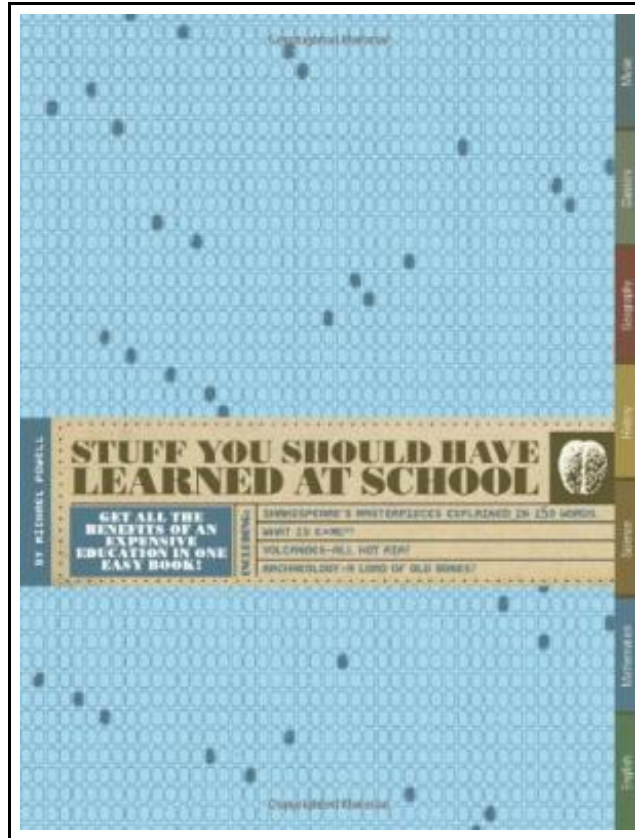 Copyrighted Material
Music
Classics
Geography
History
Science
Mathematics
English
BY MICHAEL POWELL
STUFF YOU SHOULD HAVE
LEARNED AT SCHOOL
GET ALL THE
BENEFITS OF AN
EXPENSIVE
EDUCATION IN ONE
EASY BOOK!
INCLUDING:
SHAKESPEARE'S MASTERPIECES EXPLAINED IN 150 WORDS
WHAT IS
VOLCANOES—ALL HOT AIR?
ARCHAEOLOGY—A LOAD OF OLD BONES?
Copyrighted Material